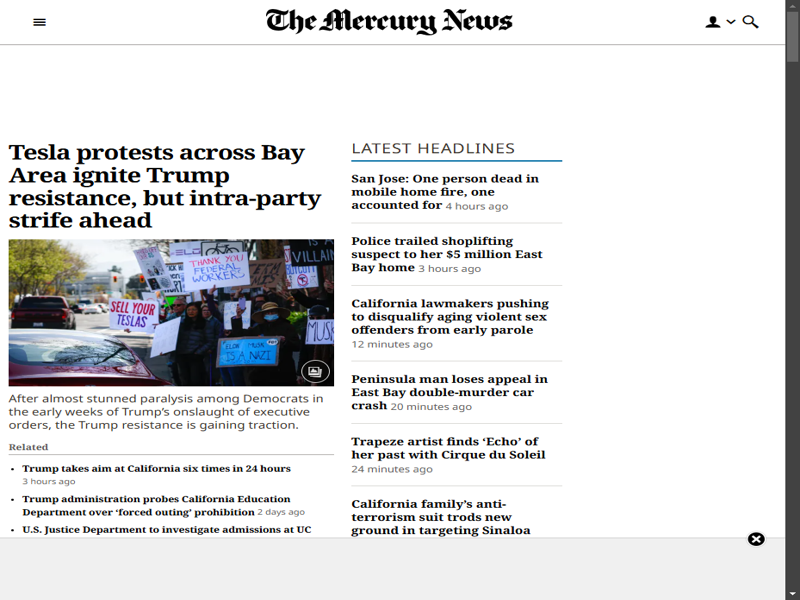 The Mercury News
Tesla protests across Bay
Area ignite Trump
resistance, but intra-party
strife ahead
THANK YOU
FEDERAL
WORKERS
VILLAIN
SELL YOUR
TESLAS
MUSK
ELON MUSK
IS A NAZI
After almost stunned paralysis among Democrats in
the early weeks of Trump's onslaught of executive
orders, the Trump resistance is gaining traction.
Related
• Trump takes aim at California six times in 24 hours
3 hours ago
• Trump administration probes California Education
Department over ‘forced outing’ prohibition 2 days ago
• U.S. Justice Department to investigate admissions at UC
LATEST HEADLINES
San Jose: One person dead in
mobile home fire, one
accounted for 4 hours ago
Police trailed shoplifting
suspect to her $5 million East
Bay home 3 hours ago
California lawmakers pushing
to disqualify aging violent sex
offenders from early parole
12 minutes ago
Peninsula man loses appeal in
East Bay double-murder car
crash 20 minutes ago
Trapeze artist finds ‘Echo’ of
her past with Cirque du Soleil
24 minutes ago
California family’s anti-
terrorism suit trods new
ground in targeting Sinaloa